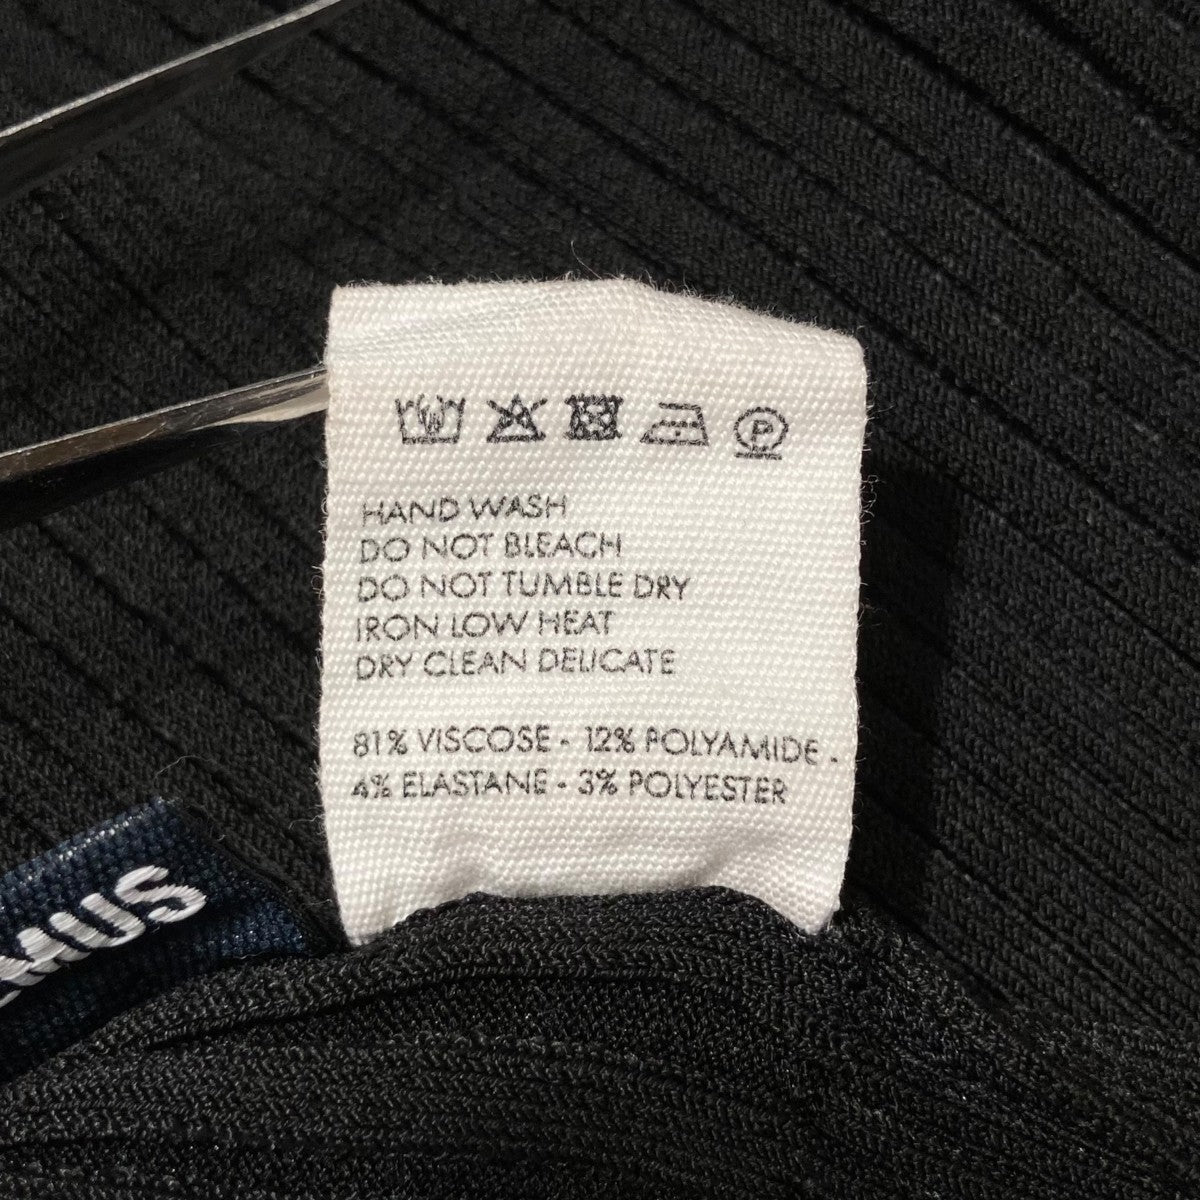 P
HAND WASH
DO NOT BLEACH
DO NOT TUMBLE DRY
IRON LOW HEAT
DRY CLEAN DELICATE
81% VISCOSE - 12% POLYAMIDE -
4% ELASTANE - 3% POLYESTER
MUS